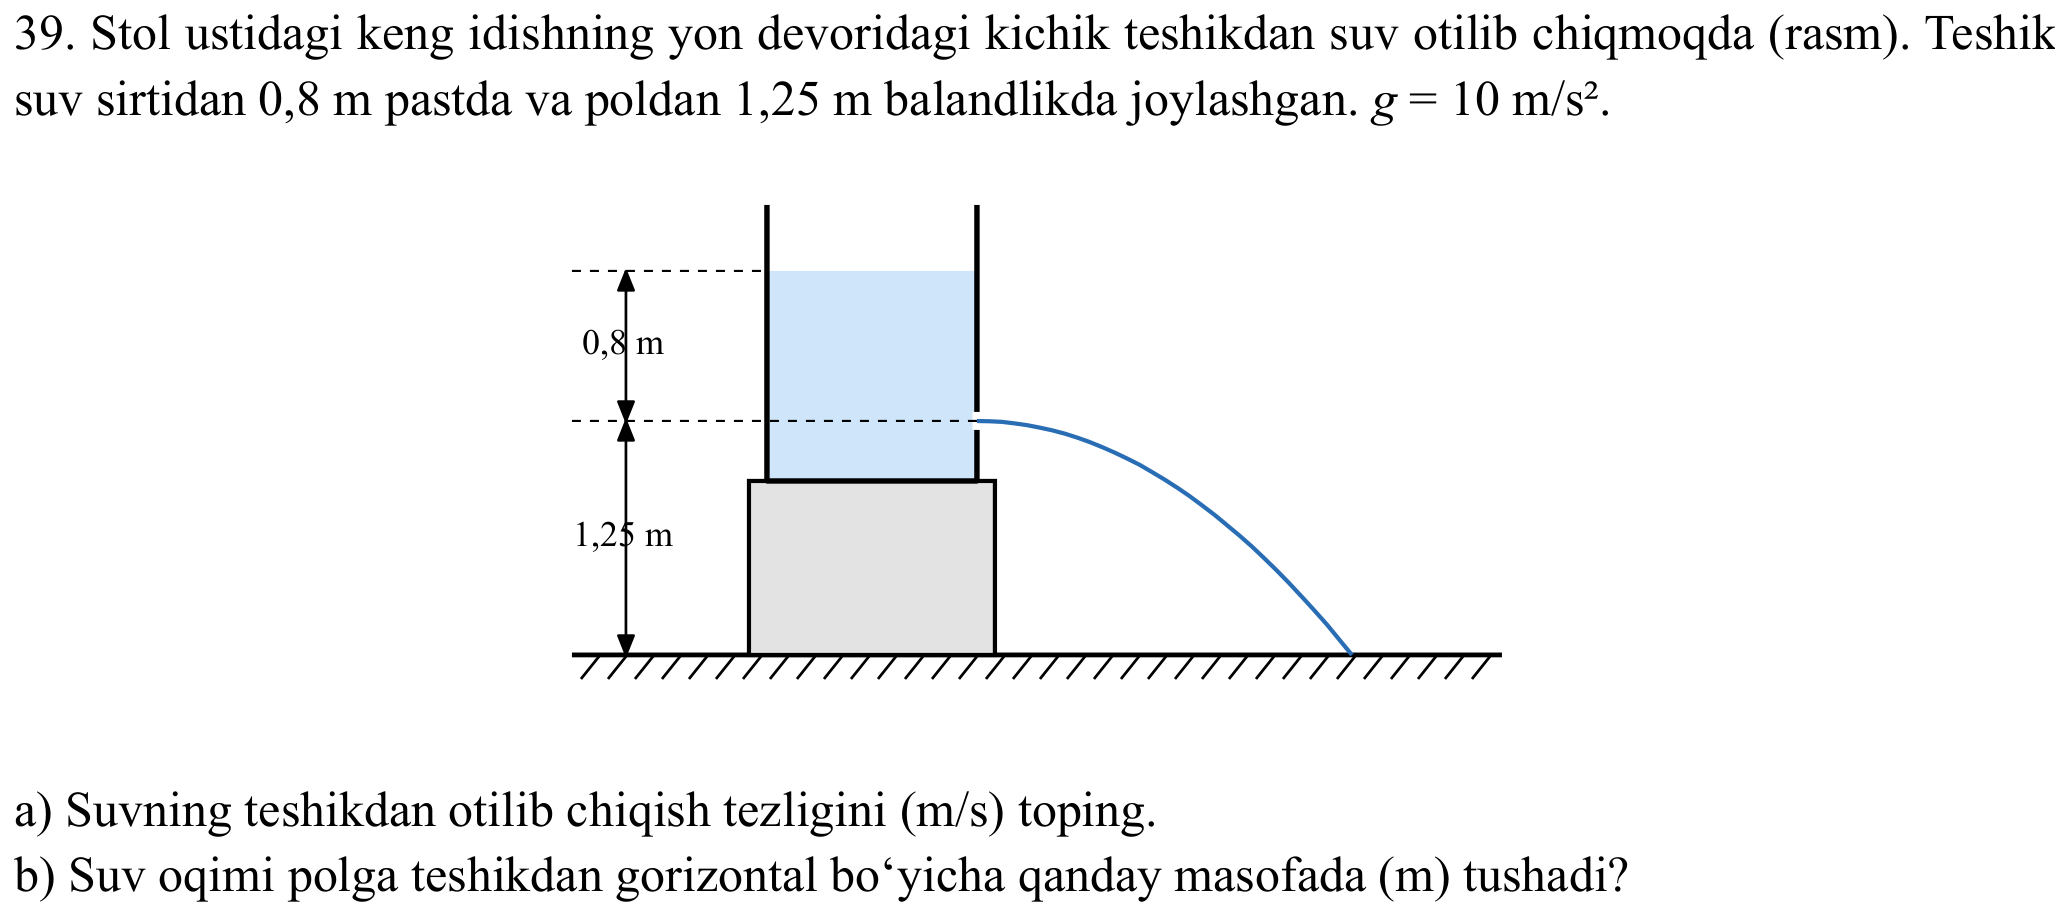 39. Stol ustidagi keng idishning yon devoridagi kichik teshikdan suv otilib chiqmoqda (rasm). Teshik
suv sirtidan 0,8 m pastda va poldan 1,25 m balandlikda joylashgan. g = 10 m/s².
0,8 m
1,25 m
a) Suvning teshikdan otilib chiqish tezligini (m/s) toping.
b) Suv oqimi polga teshikdan gorizontal bo‘yicha qanday masofada (m) tushadi?